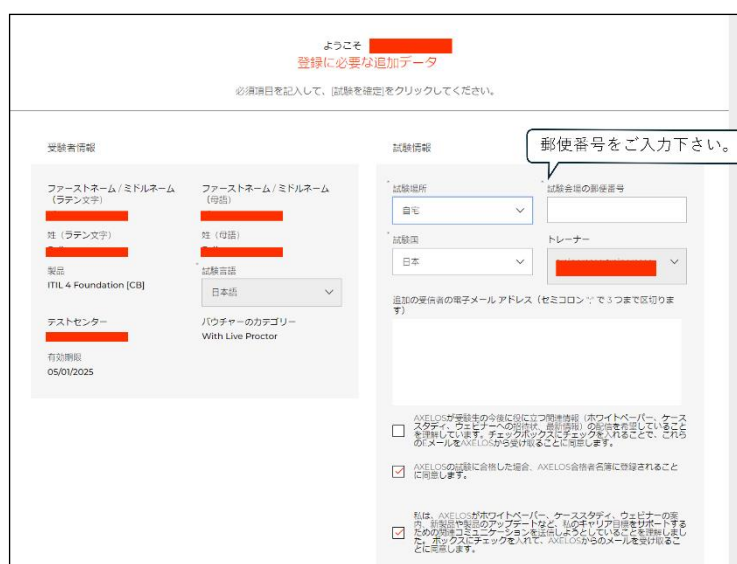 ようこそ
登録に必要な追加データ
必須項目を記入して、[試験を確定]をクリックしてください。
受験者情報
ファーストネーム / ミドルネーム（ラテン文字）
ファーストネーム / ミドルネーム（母語）
姓（ラテン文字）
姓（母語）
製品
ITIL 4 Foundation [CB]
*試験言語
日本語
テストセンター
バウチャーのカテゴリー
With Live Proctor
有効期限
05/01/2025
試験情報
郵便番号をご入力下さい。
*試験場所
自宅
*試験会場の郵便番号
*試験国
日本
トレーナー
追加の受信者の電子メール アドレス（セミコロン ";" で 3 つまで区切りま
す）
AXELOSが受験生の今後に役に立つ関連情報（ホワイトペーパー、ケース
スタディ、ウェビナーへの招待状、最新情報）の配信を希望していること
を理解しています。チェックボックスにチェックを入れることで、これら
のEメールをAXELOSから受け取ることに同意します。
AXELOSの試験に合格した場合、AXELOS合格者名簿に登録されること
に同意します。
私は、AXELOSがホワイトペーパー、ケーススタディ、ウェビナーの案
内、新製品や製品のアップデートなど、私のキャリア目標をサポートする
ための関連コミュニケーションを送信しようとしていることを理解しまし
た。ボックスにチェックを入れて、AXELOSからのメールを受け取るこ
とに同意します。